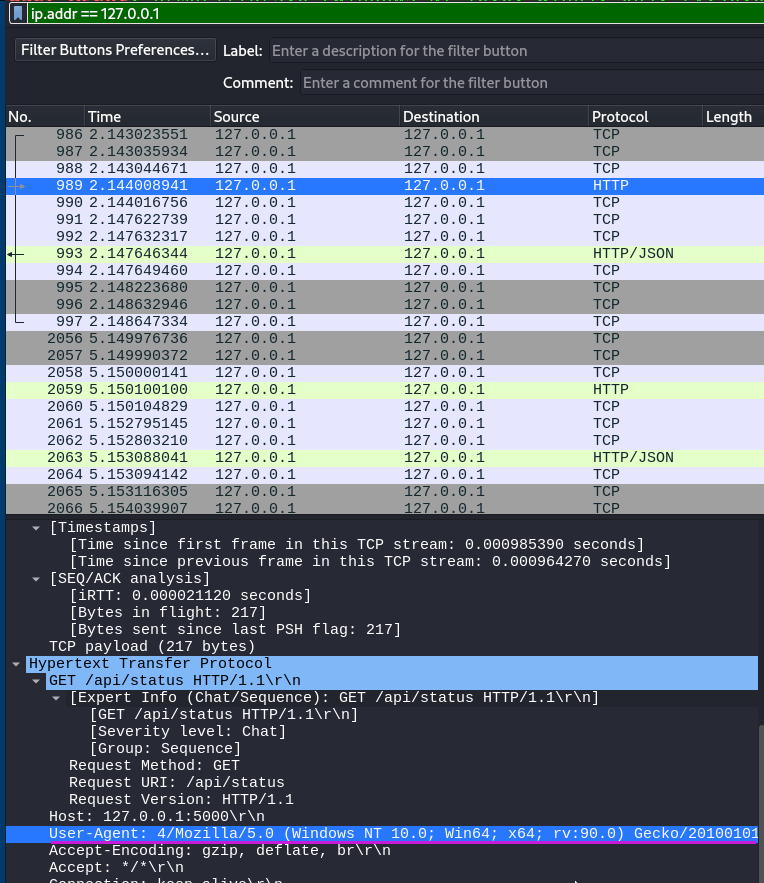 ip.addr == 127.0.0.1
Filter Buttons Preferences... Label: Enter a description for the filter button
Comment: Enter a comment for the filter button
No. Time Source Destination Protocol Length
986 2.143023551 127.0.0.1 127.0.0.1 TCP
987 2.143035934 127.0.0.1 127.0.0.1 TCP
988 2.143044671 127.0.0.1 127.0.0.1 TCP
989 2.144008941 127.0.0.1 127.0.0.1 HTTP
990 2.144016756 127.0.0.1 127.0.0.1 TCP
991 2.147622739 127.0.0.1 127.0.0.1 TCP
992 2.147632317 127.0.0.1 127.0.0.1 TCP
993 2.147646344 127.0.0.1 127.0.0.1 HTTP/JSON
994 2.147649460 127.0.0.1 127.0.0.1 TCP
995 2.148223680 127.0.0.1 127.0.0.1 TCP
996 2.148632946 127.0.0.1 127.0.0.1 TCP
997 2.148647334 127.0.0.1 127.0.0.1 TCP
2056 5.149976736 127.0.0.1 127.0.0.1 TCP
2057 5.149990372 127.0.0.1 127.0.0.1 TCP
2058 5.150000141 127.0.0.1 127.0.0.1 TCP
2059 5.150100100 127.0.0.1 127.0.0.1 HTTP
2060 5.150104829 127.0.0.1 127.0.0.1 TCP
2061 5.152795145 127.0.0.1 127.0.0.1 TCP
2062 5.152803210 127.0.0.1 127.0.0.1 TCP
2063 5.153088041 127.0.0.1 127.0.0.1 HTTP/JSON
2064 5.153094142 127.0.0.1 127.0.0.1 TCP
2065 5.153116305 127.0.0.1 127.0.0.1 TCP
2066 5.154039907 127.0.0.1 127.0.0.1 TCP
[Timestamps]
[Time since first frame in this TCP stream: 0.000985390 seconds]
[Time since previous frame in this TCP stream: 0.000964270 seconds]
[SEQ/ACK analysis]
[iRTT: 0.000021120 seconds]
[Bytes in flight: 217]
[Bytes sent since last PSH flag: 217]
TCP payload (217 bytes)
Hypertext Transfer Protocol
GET /api/status HTTP/1.1\r\n
[Expert Info (Chat/Sequence): GET /api/status HTTP/1.1\r\n]
[GET /api/status HTTP/1.1\r\n]
[Severity level: Chat]
[Group: Sequence]
Request Method: GET
Request URI: /api/status
Request Version: HTTP/1.1
Host: 127.0.0.1:5000\r\n
User-Agent: 4/Mozilla/5.0 (Windows NT 10.0; Win64; x64; rv:90.0) Gecko/20100101
Accept-Encoding: gzip, deflate, br\r\n
Accept: */*\r\n
Connection: keep-alive\r\n